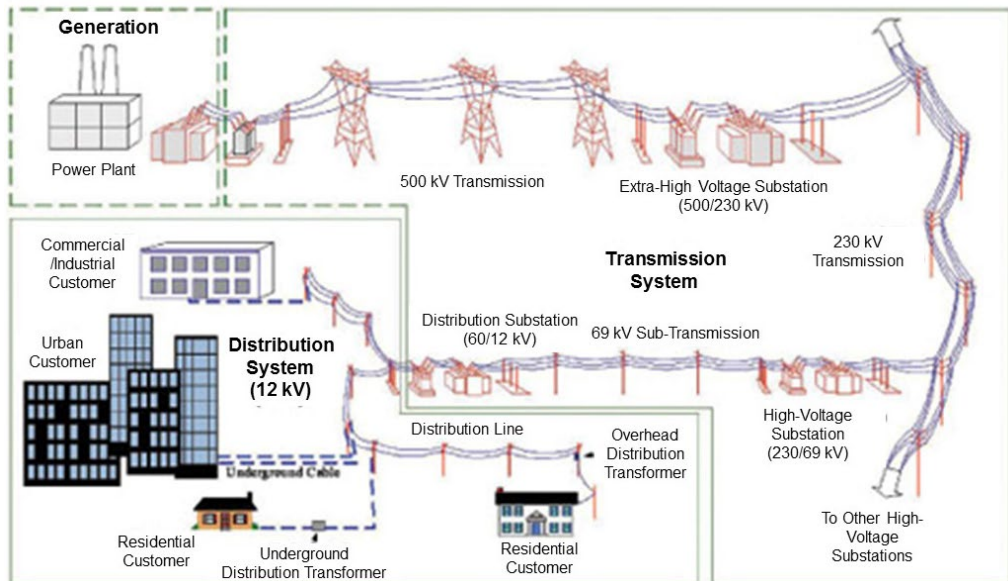 Generation
Power Plant
500 kV Transmission
Extra-High Voltage Substation
(500/230 kV)
230 kV
Transmission
Transmission
System
Commercial
/Industrial
Customer
Urban
Customer
Distribution
System
(12 kV)
Distribution Substation
(60/12 kV)
69 kV Sub-Transmission
High-Voltage
Substation
(230/69 kV)
Distribution Line
Overhead
Distribution
Transformer
Underground Cable
Residential
Customer
Underground
Distribution Transformer
Residential
Customer
To Other High-
Voltage
Substations